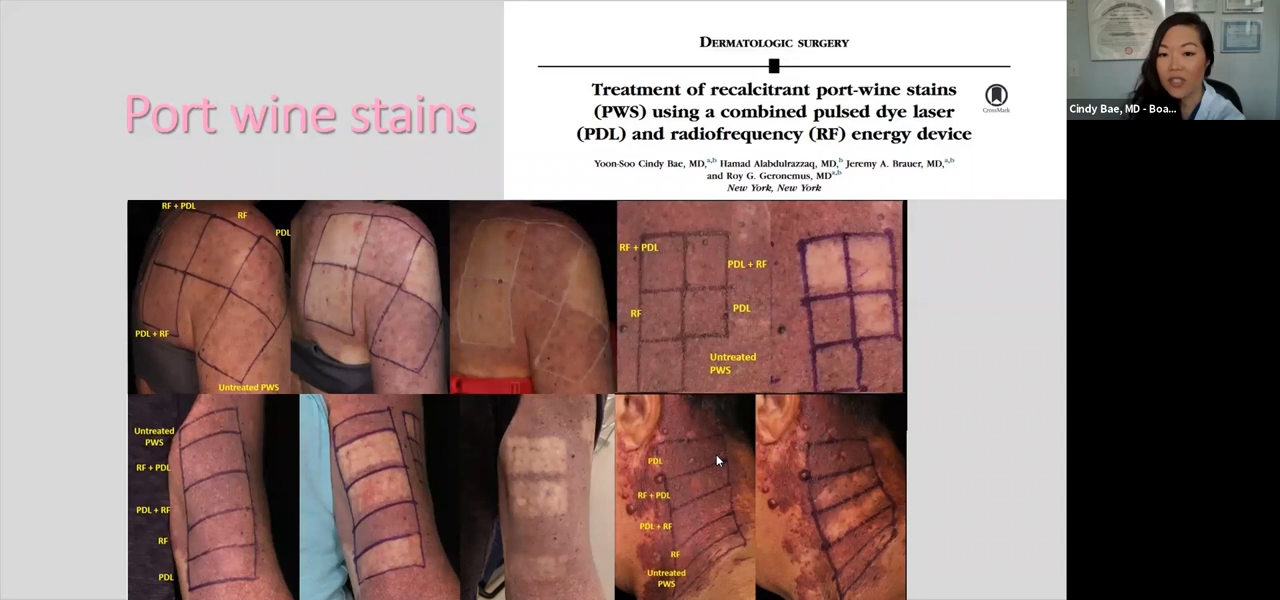 Port wine stains
DERMATOLOGIC SURGERY
Treatment of recalcitrant port-wine stains
(PWS) using a combined pulsed dye laser
(PDL) and radiofrequency (RF) energy device
CrossMark
Yoon-Soo Cindy Bae, MD,a,b Hamad Alabdulrazzaq, MD,b Jeremy A. Brauer, MD,a,b
and Roy G. Geronemus, MDa,b
New York, New York
Cindy Bae, MD - Boa...
RF + PDL
RF
PDL
PDL + RF
Untreated PWS
RF + PDL
PDL + RF
RF
PDL
Untreated
PWS
Untreated
PWS
RF + PDL
PDL + RF
RF
PDL
PDL
RF + PDL
PDL + RF
RF
Untreated
PWS